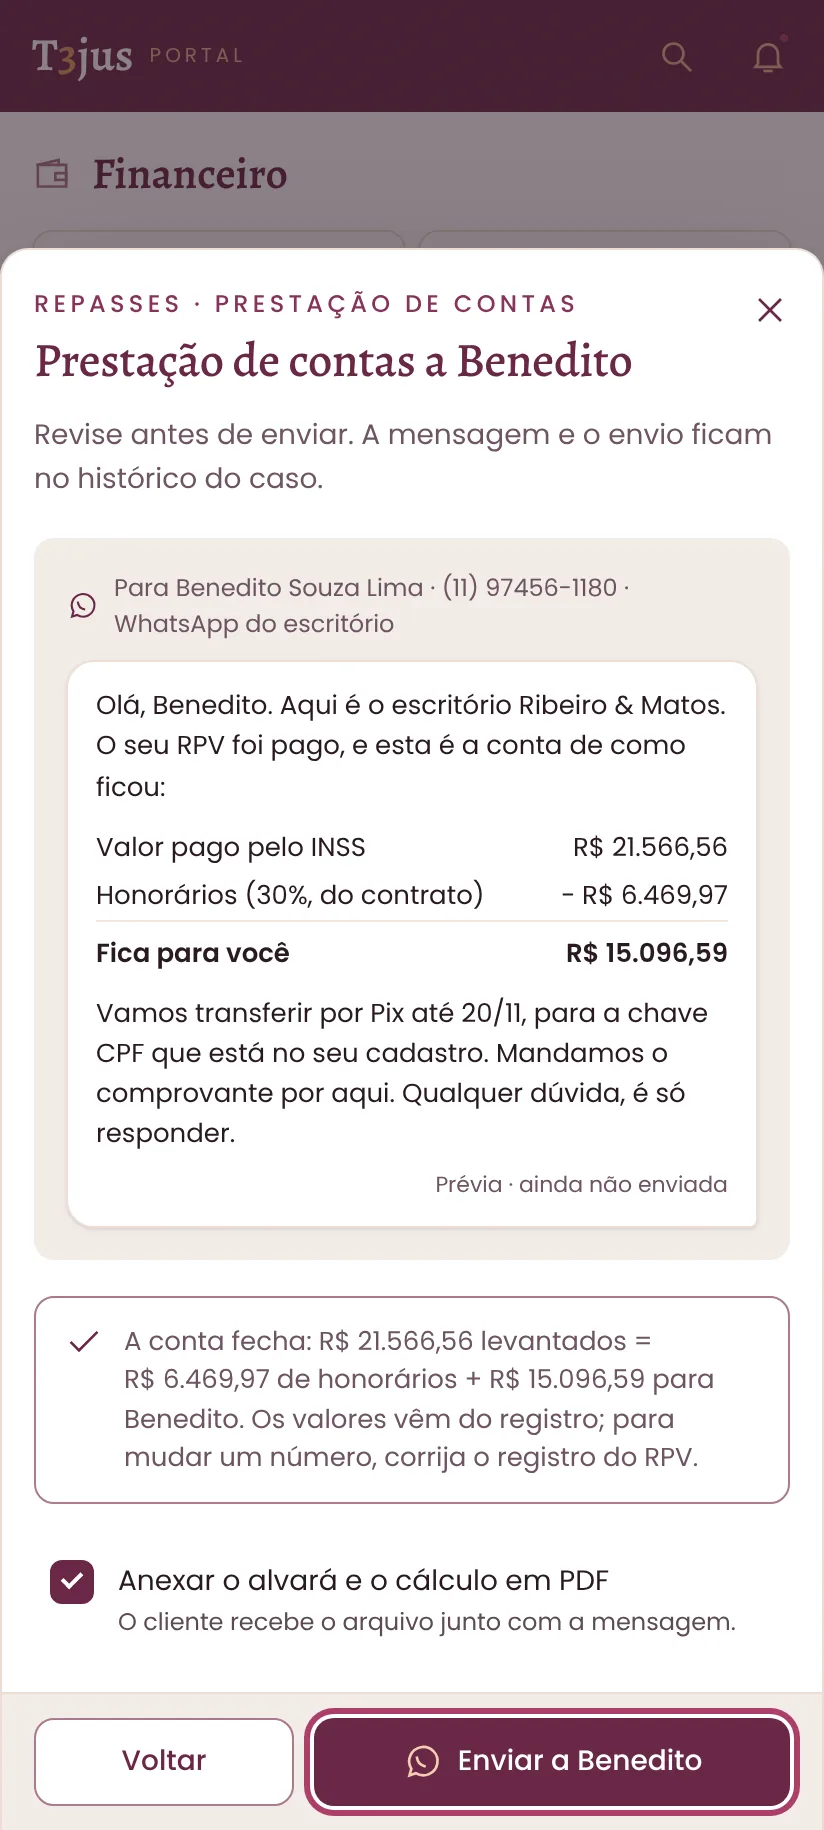 T3jus PORTAL
Financeiro
REPASSES · PRESTAÇÃO DE CONTAS
Prestação de contas a Benedito
Revise antes de enviar. A mensagem e o envio ficam
no histórico do caso.
Para Benedito Souza Lima · (11) 97456-1180 ·
WhatsApp do escritório
Olá, Benedito. Aqui é o escritório Ribeiro & Matos.
O seu RPV foi pago, e esta é a conta de como
ficou:
Valor pago pelo INSS R$ 21.566,56
Honorários (30%, do contrato) − R$ 6.469,97
Fica para você R$ 15.096,59
Vamos transferir por Pix até 20/11, para a chave
CPF que está no seu cadastro. Mandamos o
comprovante por aqui. Qualquer dúvida, é só
responder.
Prévia · ainda não enviada
A conta fecha: R$ 21.566,56 levantados =
R$ 6.469,97 de honorários + R$ 15.096,59 para
Benedito. Os valores vêm do registro; para
mudar um número, corrija o registro do RPV.
Anexar o alvará e o cálculo em PDF
O cliente recebe o arquivo junto com a mensagem.
Voltar
Enviar a Benedito